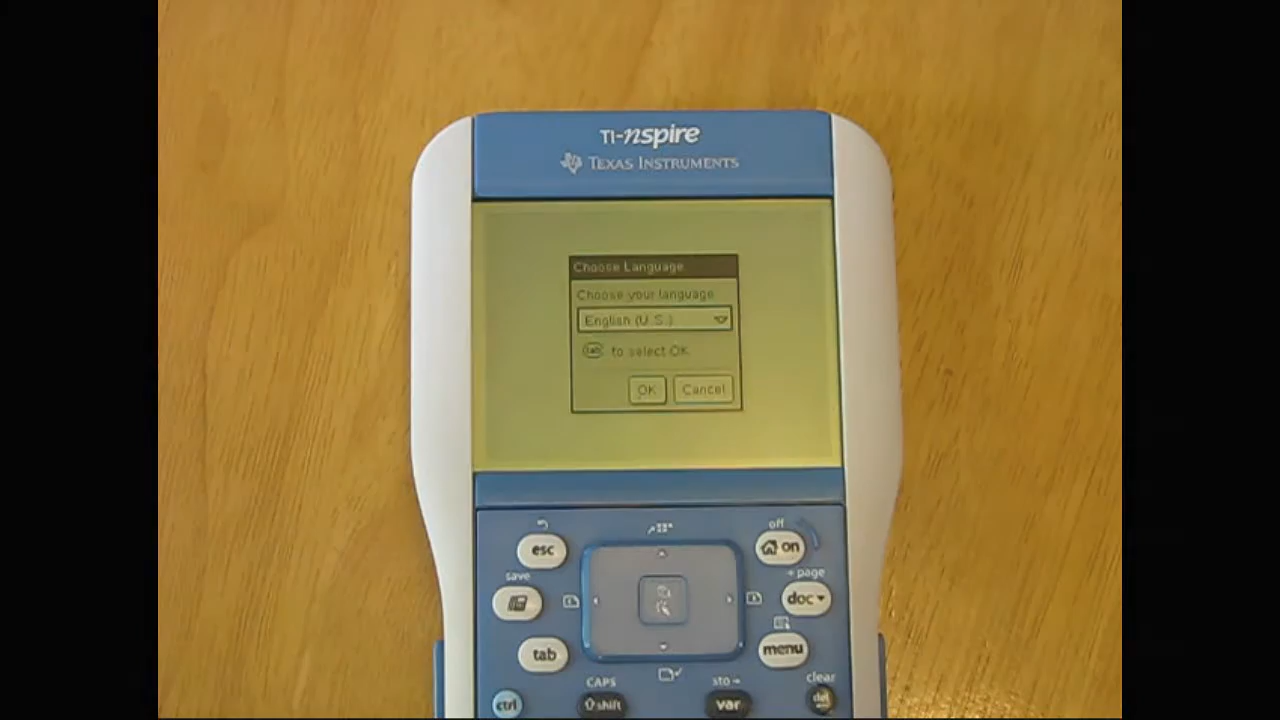 TI-nspire
TEXAS INSTRUMENTS
Choose Language
Choose your language
English (U.S.)
tab to select OK
OK Cancel
off
esc
on
save
+ page
doc
tab
menu
CAPS sto→ clear
ctrl shift var del